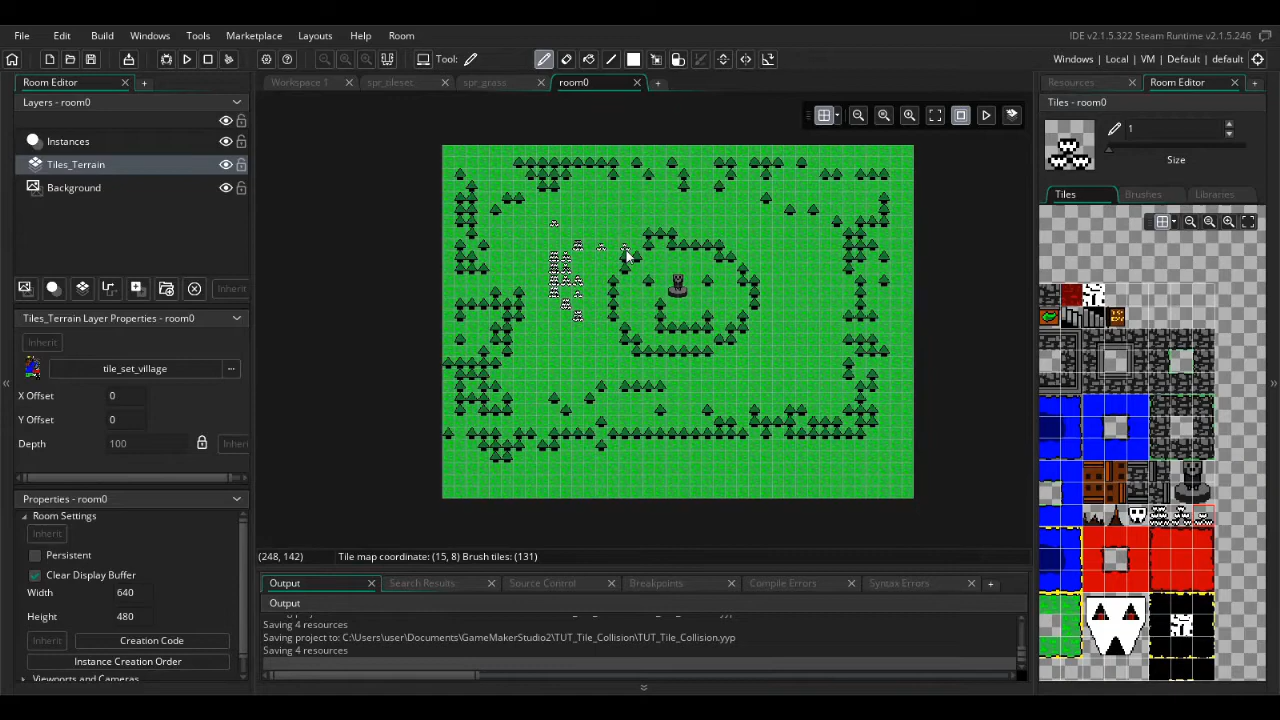 File Edit Build Windows Tools Marketplace Layouts Help Room IDE v2.1.5.322 Steam Runtime v2.1.5.246
Tool: Windows | Local | VM | Default | default
Room Editor Workspace 1 spr_pleset spr_grass room0 Resources Room Editor
Layers - room0 Tiles - room0
1
Instances Size
Tiles_Terrain
Background Tiles Brushes Libraries
Inherit
Tiles_Terrain Layer Properties - room0
Inherit
tile_set_village ...
X Offset 0
Y Offset 0
Depth 100 Inheri
Properties - room0
Room Settings
Inherit
Persistent (248, 142) Tile map coordinate: (15, 8) Brush tiles: (131)
Clear Display Buffer Output Search Results: Source Control Breakpoints Compile Errors Syntax Errors
Width 640 Output
Height 480
Saving 4 resources
Inherit Creation Code Saving project to: C:\Users\user\Documents\GameMakerStudio2\TUT_Tile_Collision\TUT_Tile_Collision.yyp
Saving 4 resources
Instance Creation Order
Viewports and Cameras